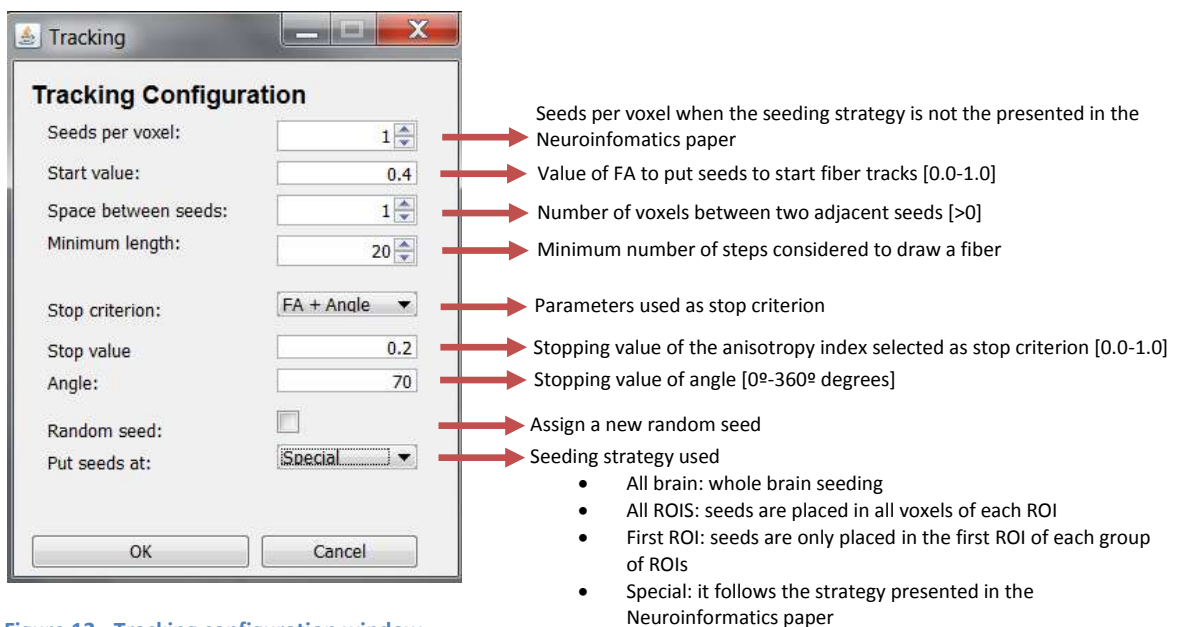 Tracking
X
Tracking Configuration
Seeds per voxel:
1
Seeds per voxel when the seeding strategy is not the presented in the
Neuroinfomatics paper
Start value:
0.4
Value of FA to put seeds to start fiber tracks [0.0-1.0]
Space between seeds:
1
Number of voxels between two adjacent seeds [>0]
Minimum length:
20
Minimum number of steps considered to draw a fiber
Stop criterion:
FA + Angle
Parameters used as stop criterion
Stop value
0.2
Stopping value of the anisotropy index selected as stop criterion [0.0-1.0]
Angle:
70
Stopping value of angle [0º-360º degrees]
Random seed:
Assign a new random seed
Put seeds at:
Special
Seeding strategy used
• All brain: whole brain seeding
• All ROIS: seeds are placed in all voxels of each ROI
• First ROI: seeds are only placed in the first ROI of each group
of ROIs
• Special: it follows the strategy presented in the
Neuroinformatics paper
OK
Cancel